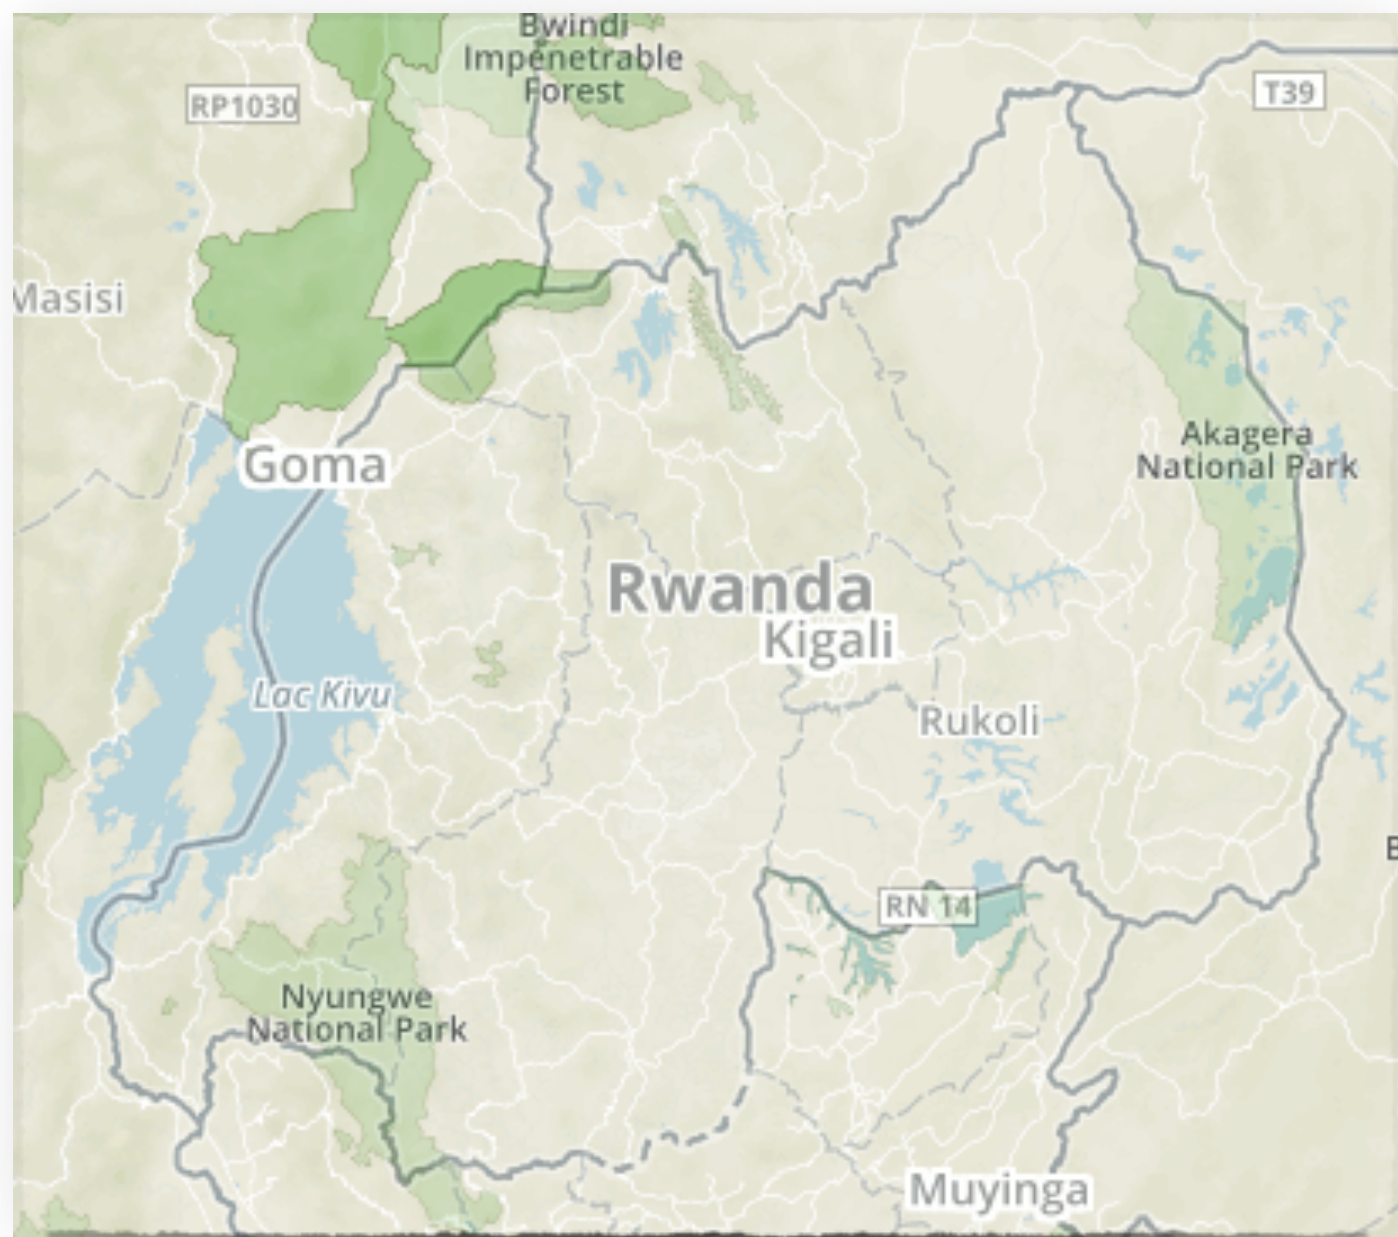 Bwindi
Impenetrable
Forest
RP1030
T39
Masisi
Akagera
National Park
Goma
Rwanda
Kigali
Lac Kivu
Rukoli
RN 14
Nyungwe
National Park
Muyinga